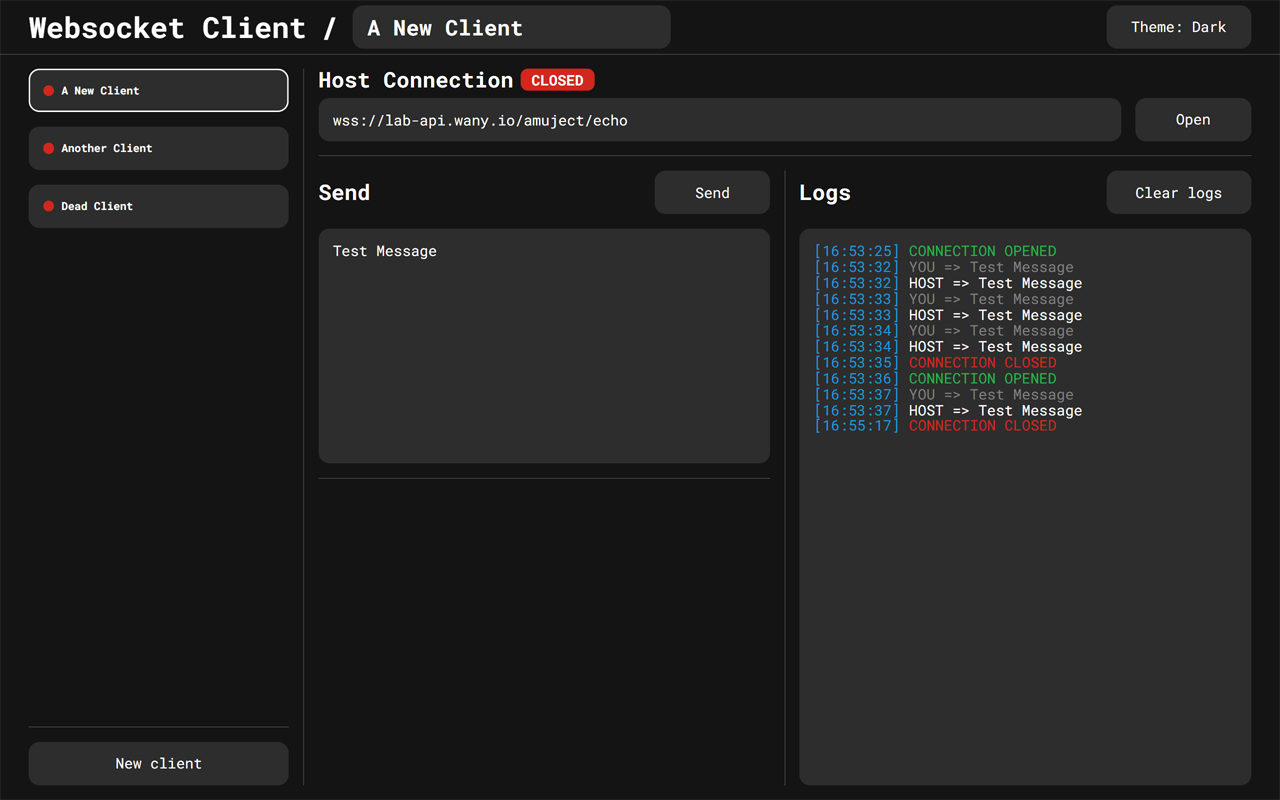 Websocket Client / A New Client
Theme: Dark
A New Client
Another Client
Dead Client
New client
Host Connection CLOSED
wss://lab-api.wany.io/amuject/echo
Open
Send
Send
Test Message
Logs
Clear logs
[16:53:25] CONNECTION OPENED
[16:53:32] YOU => Test Message
[16:53:32] HOST => Test Message
[16:53:33] YOU => Test Message
[16:53:33] HOST => Test Message
[16:53:34] YOU => Test Message
[16:53:34] HOST => Test Message
[16:53:35] CONNECTION CLOSED
[16:53:36] CONNECTION OPENED
[16:53:37] YOU => Test Message
[16:53:37] HOST => Test Message
[16:55:17] CONNECTION CLOSED